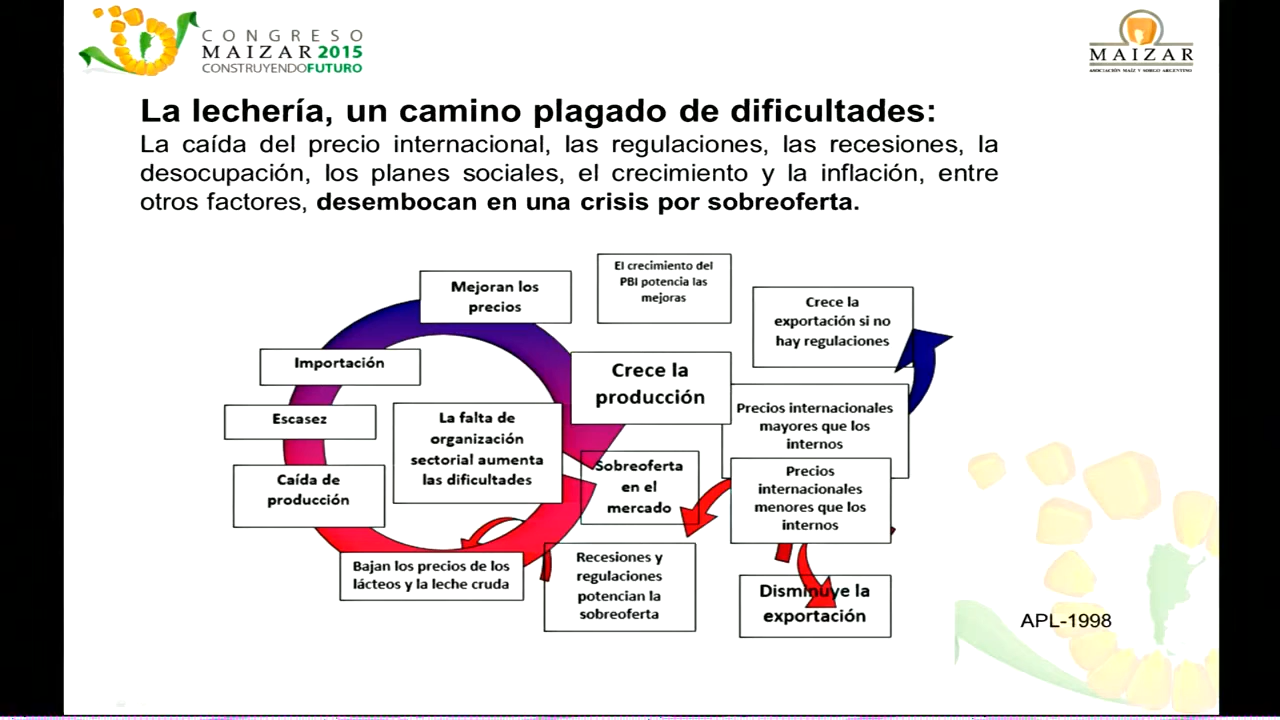 CONGRESO
MAIZAR 2015
CONSTRUYENDOFUTURO
MAIZAR
ASOCIACIÓN MAÍZ Y SORGO ARGENTINO
La lechería, un camino plagado de dificultades:
La caída del precio internacional, las regulaciones, las recesiones, la
desocupación, los planes sociales, el crecimiento y la inflación, entre
otros factores, desembocan en una crisis por sobreoferta.
Mejoran los
precios
El crecimiento del
PBI potencia las
mejoras
Crece la
exportación si no
hay regulaciones
Importación
Crece la
producción
Escasez
La falta de
organización
sectorial aumenta
las dificultades
Precios internacionales
mayores que los
internos
Caída de
producción
Sobreoferta
en el
mercado
Precios
internacionales
menores que los
internos
Bajan los precios de los
lácteos y la leche cruda
Recesiones y
regulaciones
potencian la
sobreoferta
Disminuye la
exportación
APL-1998